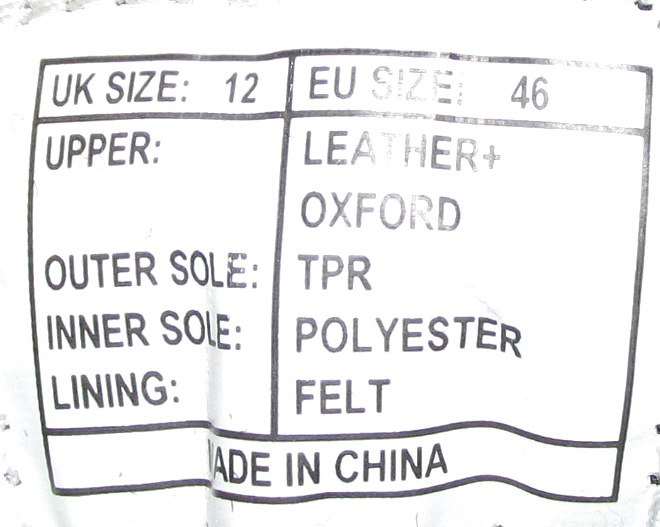 UK SIZE: 12 EU SIZE: 46
UPPER: LEATHER+
OXFORD
OUTER SOLE: TPR
INNER SOLE: POLYESTER
LINING: FELT
MADE IN CHINA